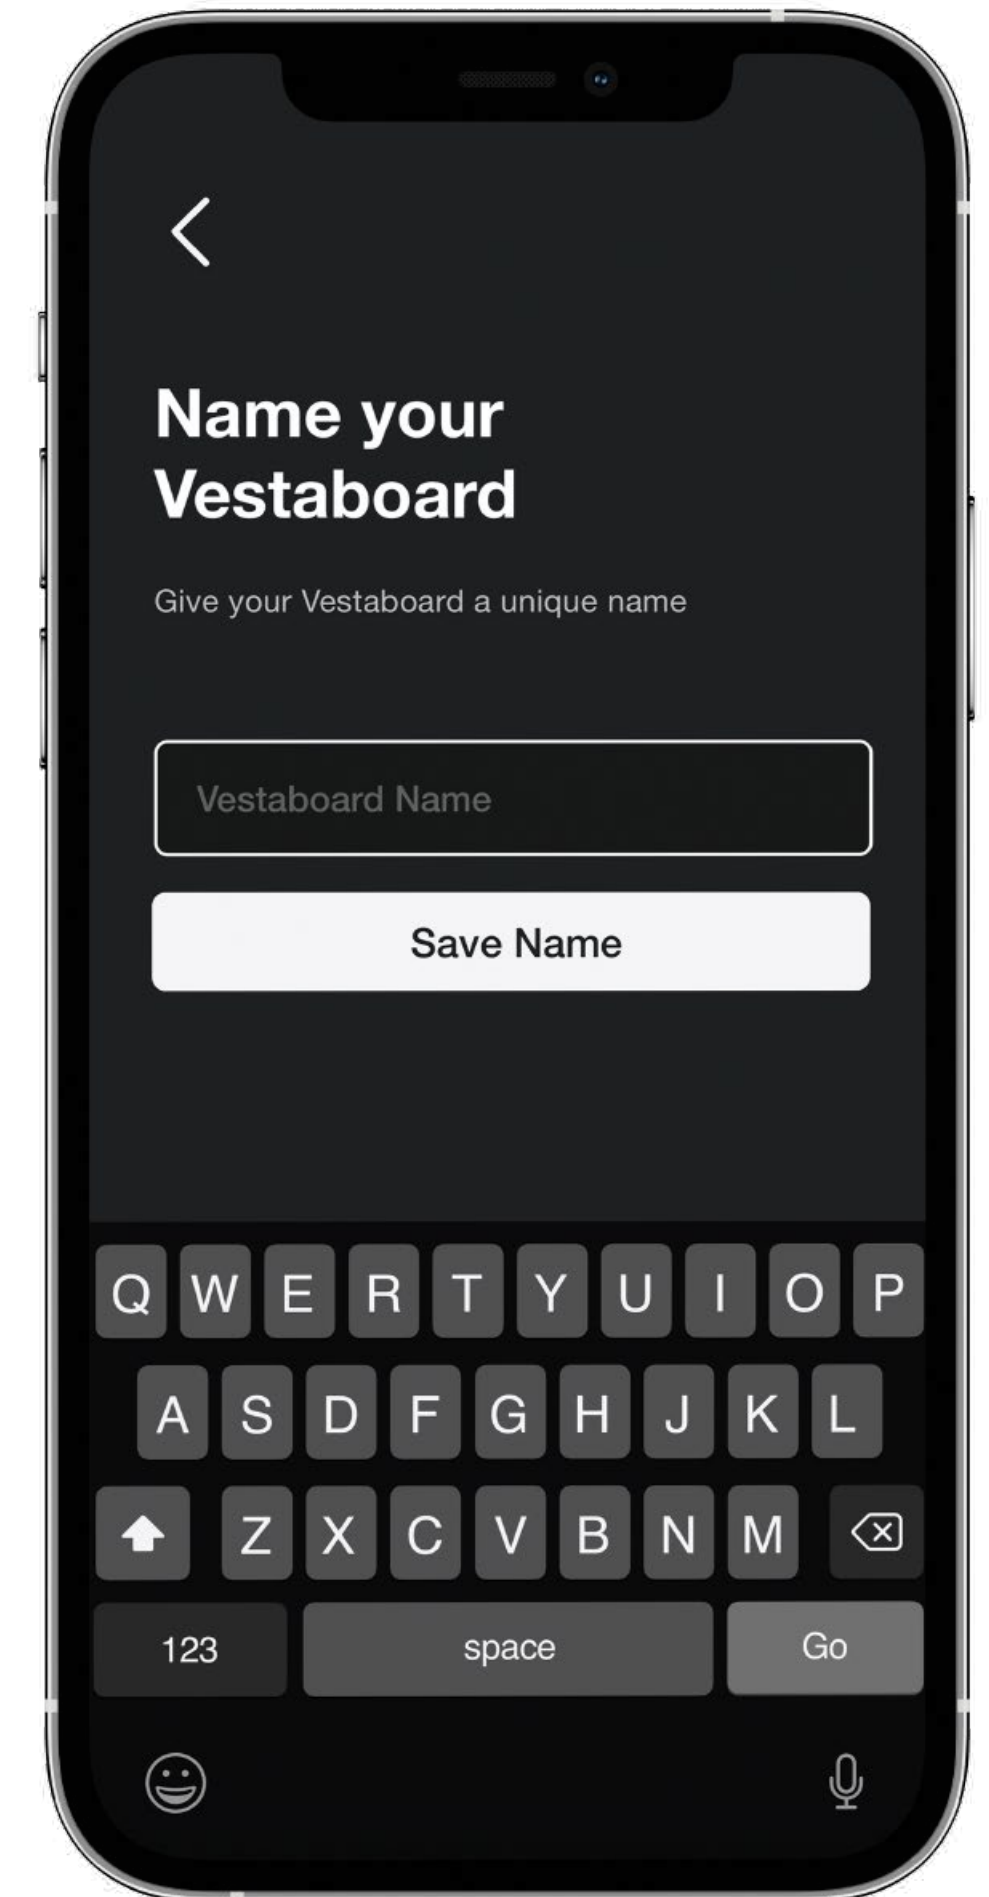 Name your
Vestaboard
Give your Vestaboard a unique name
Vestaboard Name
Save Name
Q W E R T Y U I O P
A S D F G H J K L
Z X C V B N M
123 space Go